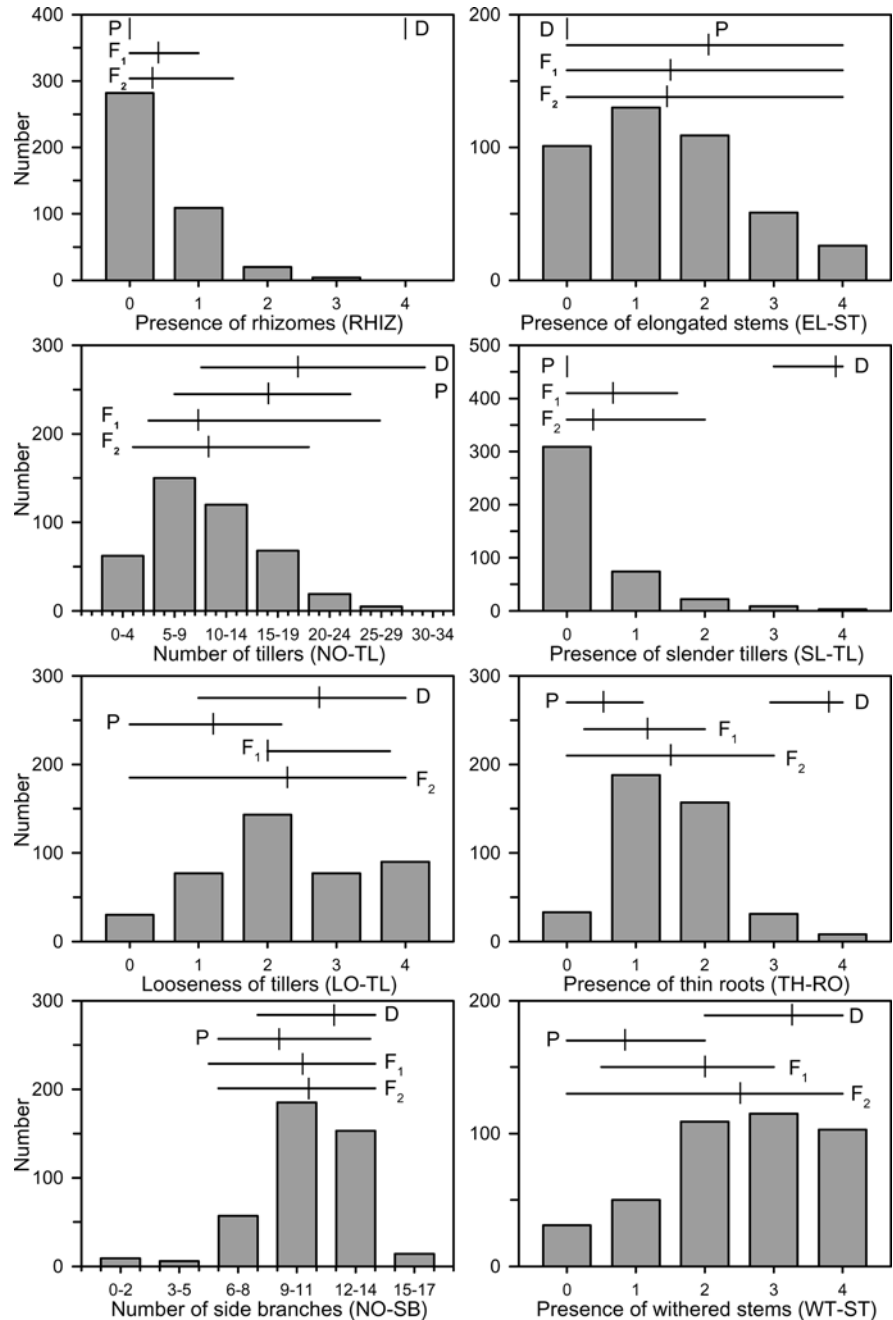 400
300
200
100
0
Number
P
D
F1
F2
0 1 2 3 4
Presence of rhizomes (RHIZ)
200
100
0
D
P
F1
F2
0 1 2 3 4
Presence of elongated stems (EL-ST)
300
200
100
0
Number
D
P
F1
F2
0-4 5-9 10-14 15-19 20-24 25-29 30-34
Number of tillers (NO-TL)
500
400
300
200
100
0
P
D
F1
F2
0 1 2 3 4
Presence of slender tillers (SL-TL)
300
200
100
0
Number
D
P
F1
F2
0 1 2 3 4
Looseness of tillers (LO-TL)
300
200
100
0
P
D
F1
F2
0 1 2 3 4
Presence of thin roots (TH-RO)
300
200
100
0
Number
D
P
F1
F2
0-2 3-5 6-8 9-11 12-14 15-17
Number of side branches (NO-SB)
200
150
100
50
0
D
P
F1
F2
0 1 2 3 4
Presence of withered stems (WT-ST)